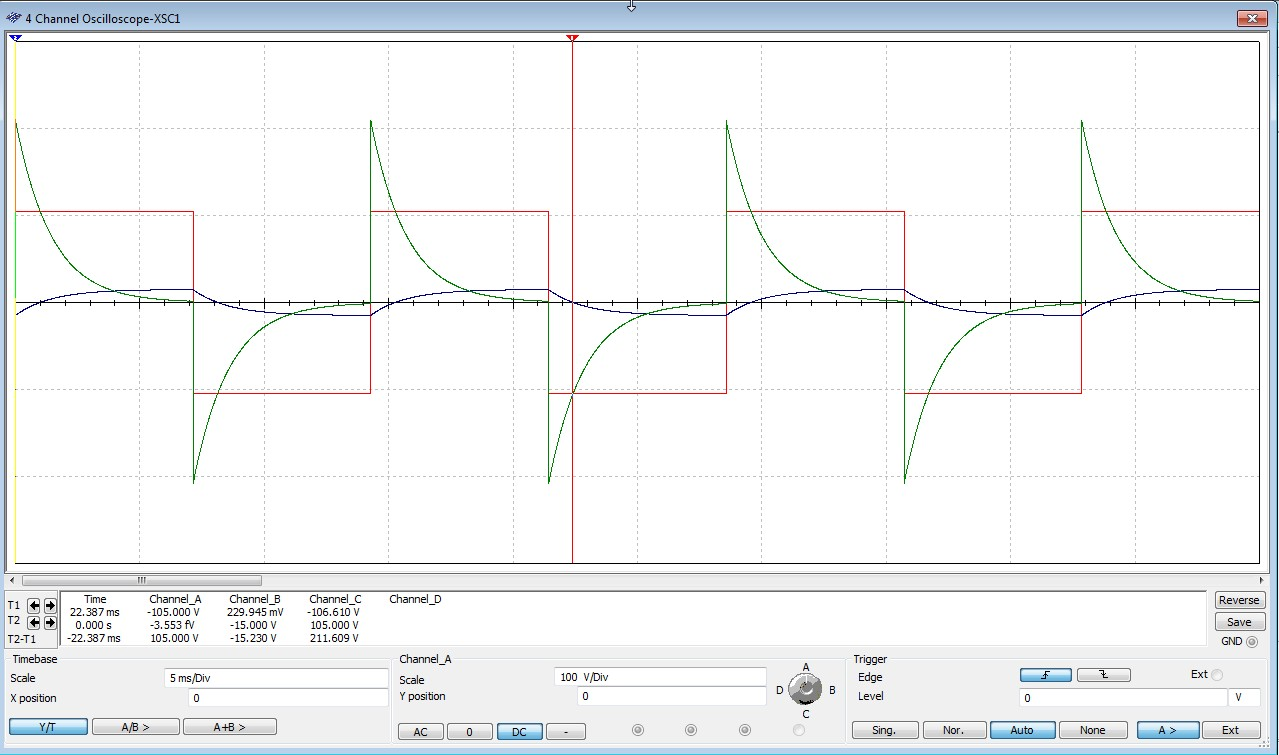 4 Channel Oscilloscope-XSC1
Time Channel_A Channel_B Channel_C Channel_D
T1 22.387 ms -105.000 V 229.945 mV -106.610 V
T2 0.000 s -3.553 fV -15.000 V 105.000 V
T2-T1 -22.387 ms 105.000 V -15.230 V 211.609 V
Reverse
Save
GND
Timebase
Scale 5 ms/Div
X position 0
Y/T A/B > A+B >
Channel_A
Scale 100 V/Div
Y position 0
AC 0 DC -
A
D B
C
Trigger
Edge Ext
Level 0 V
Sing. Nor. Auto None A > Ext